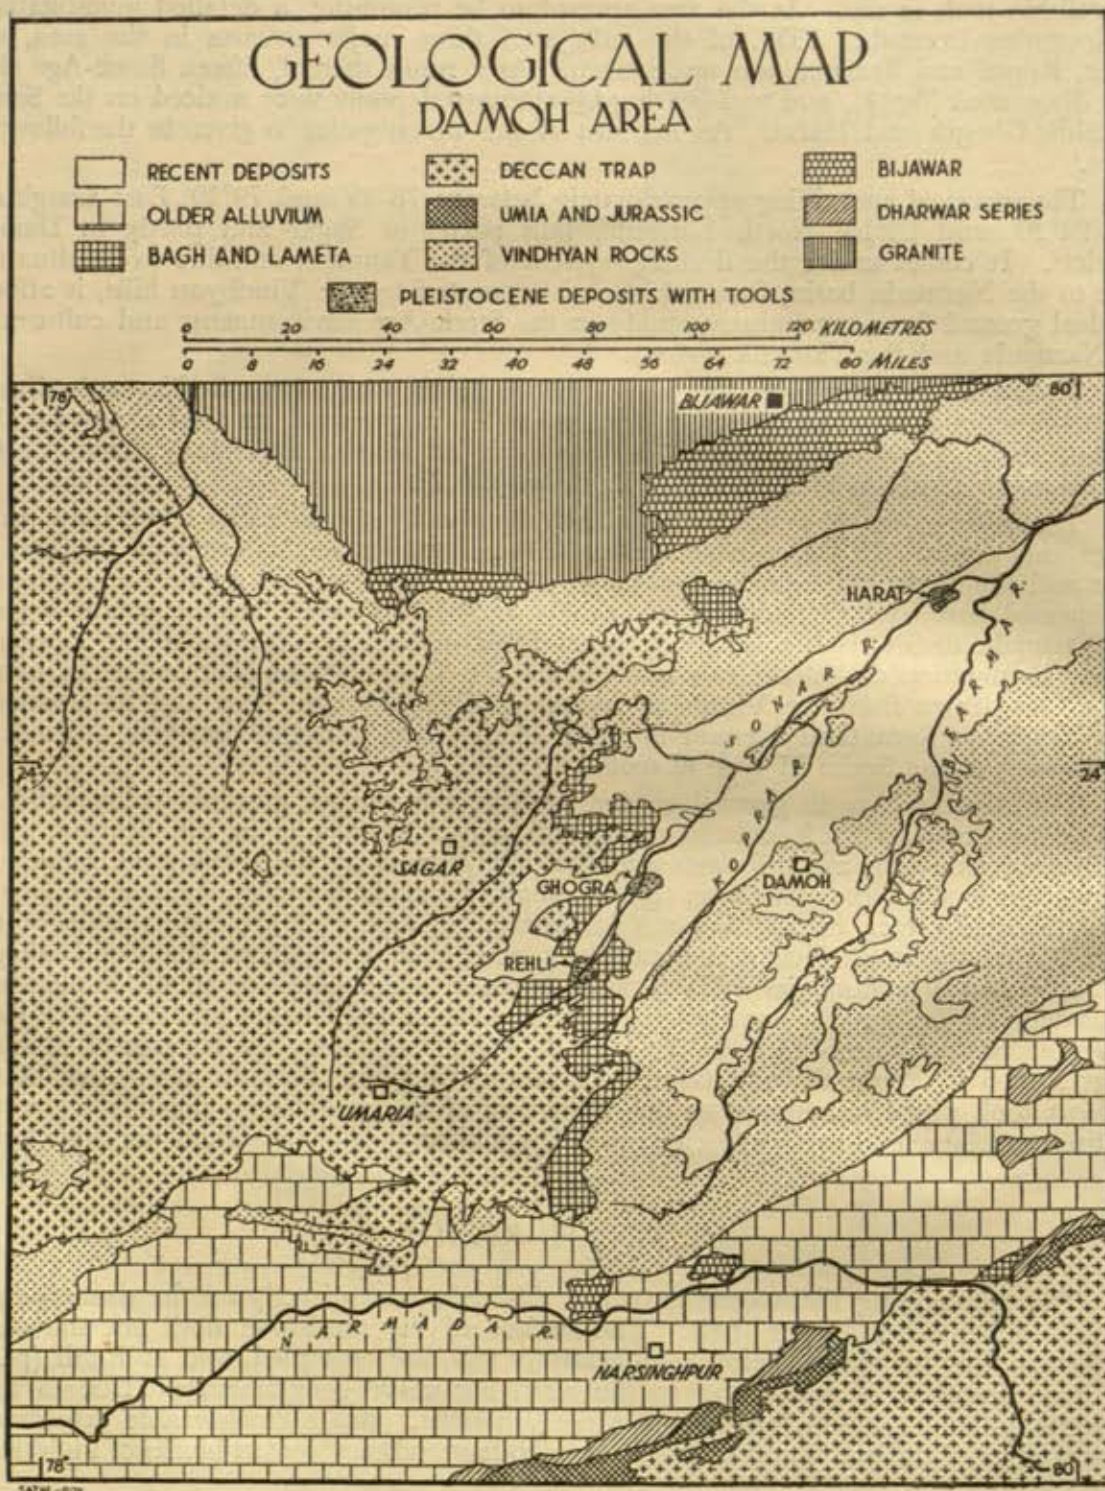 GEOLOGICAL MAP
DAMOH AREA
RECENT DEPOSITS
DECCAN TRAP
BIJAWAR
OLDER ALLUVIUM
UMIA AND JURASSIC
DHARWAR SERIES
BAGH AND LAMETA
VINDHYAN ROCKS
GRANITE
PLEISTOCENE DEPOSITS WITH TOOLS
0 20 40 60 80 100 120 KILOMETRES
0 8 16 24 32 40 48 56 64 72 80 MILES
78°
BIJAWAR
80°
HARAT
SONAR R.
BEARMAR R.
24°
24°
KOPPA R.
SAGAR
GHOGRA
DAMOH
REHLI
UMARIA
NARMADA R.
NARSINGHPUR
78°
80°